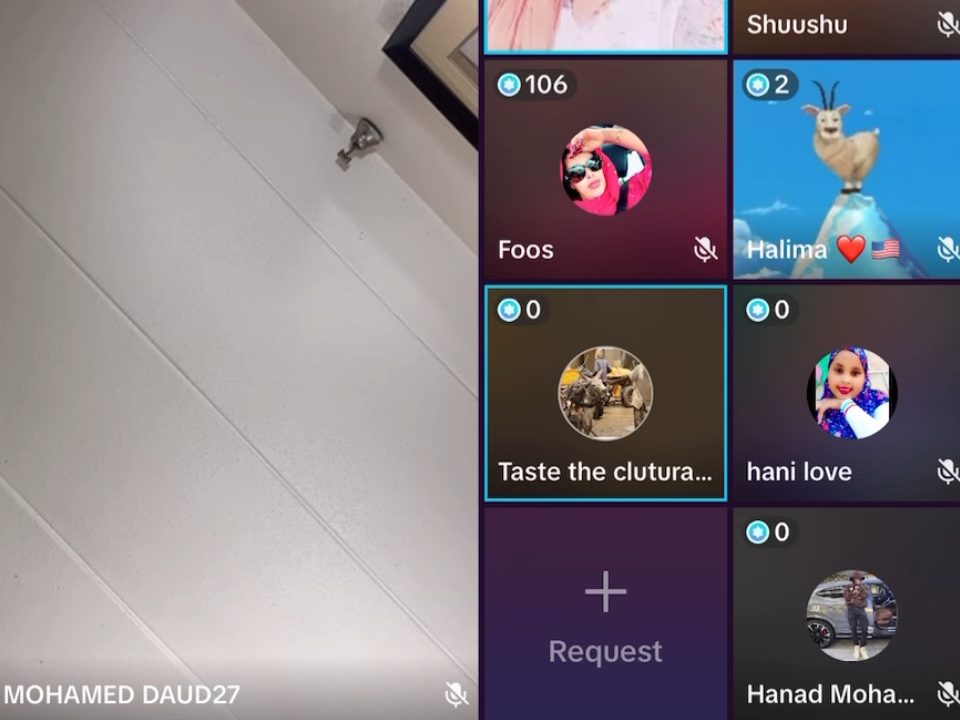 Shuushu
106
2
Foos
Halima ❤️🇺🇸
0
0
Taste the clutura...
hani love
0
Request
MOHAMED DAUD27
Hanad Moha...